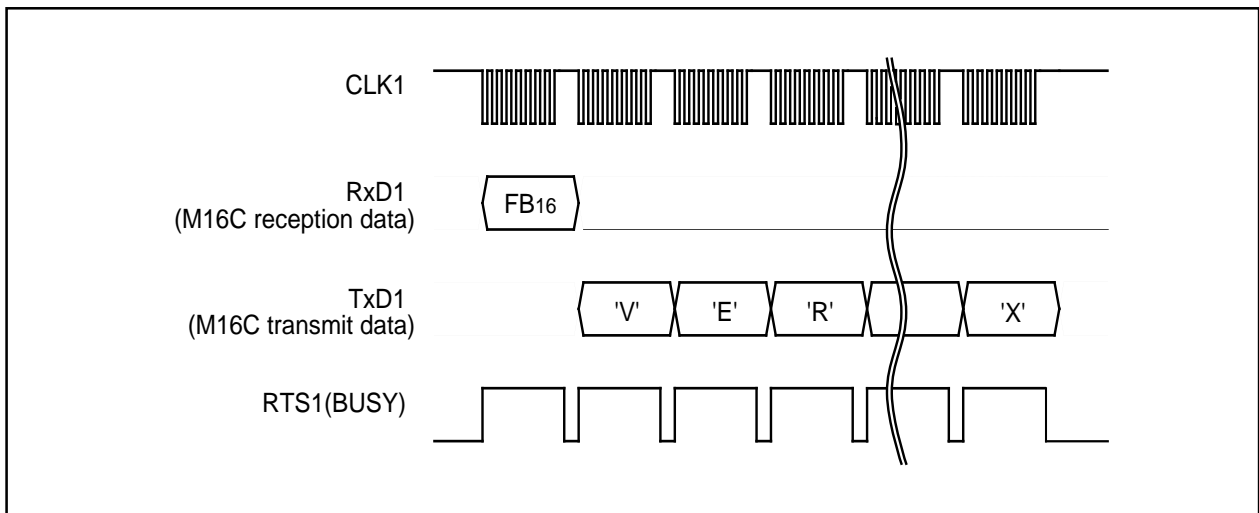 CLK1
RxD1
(M16C reception data)
FB16
TxD1
(M16C transmit data)
'V' 'E' 'R' 'X'
RTS1(BUSY)